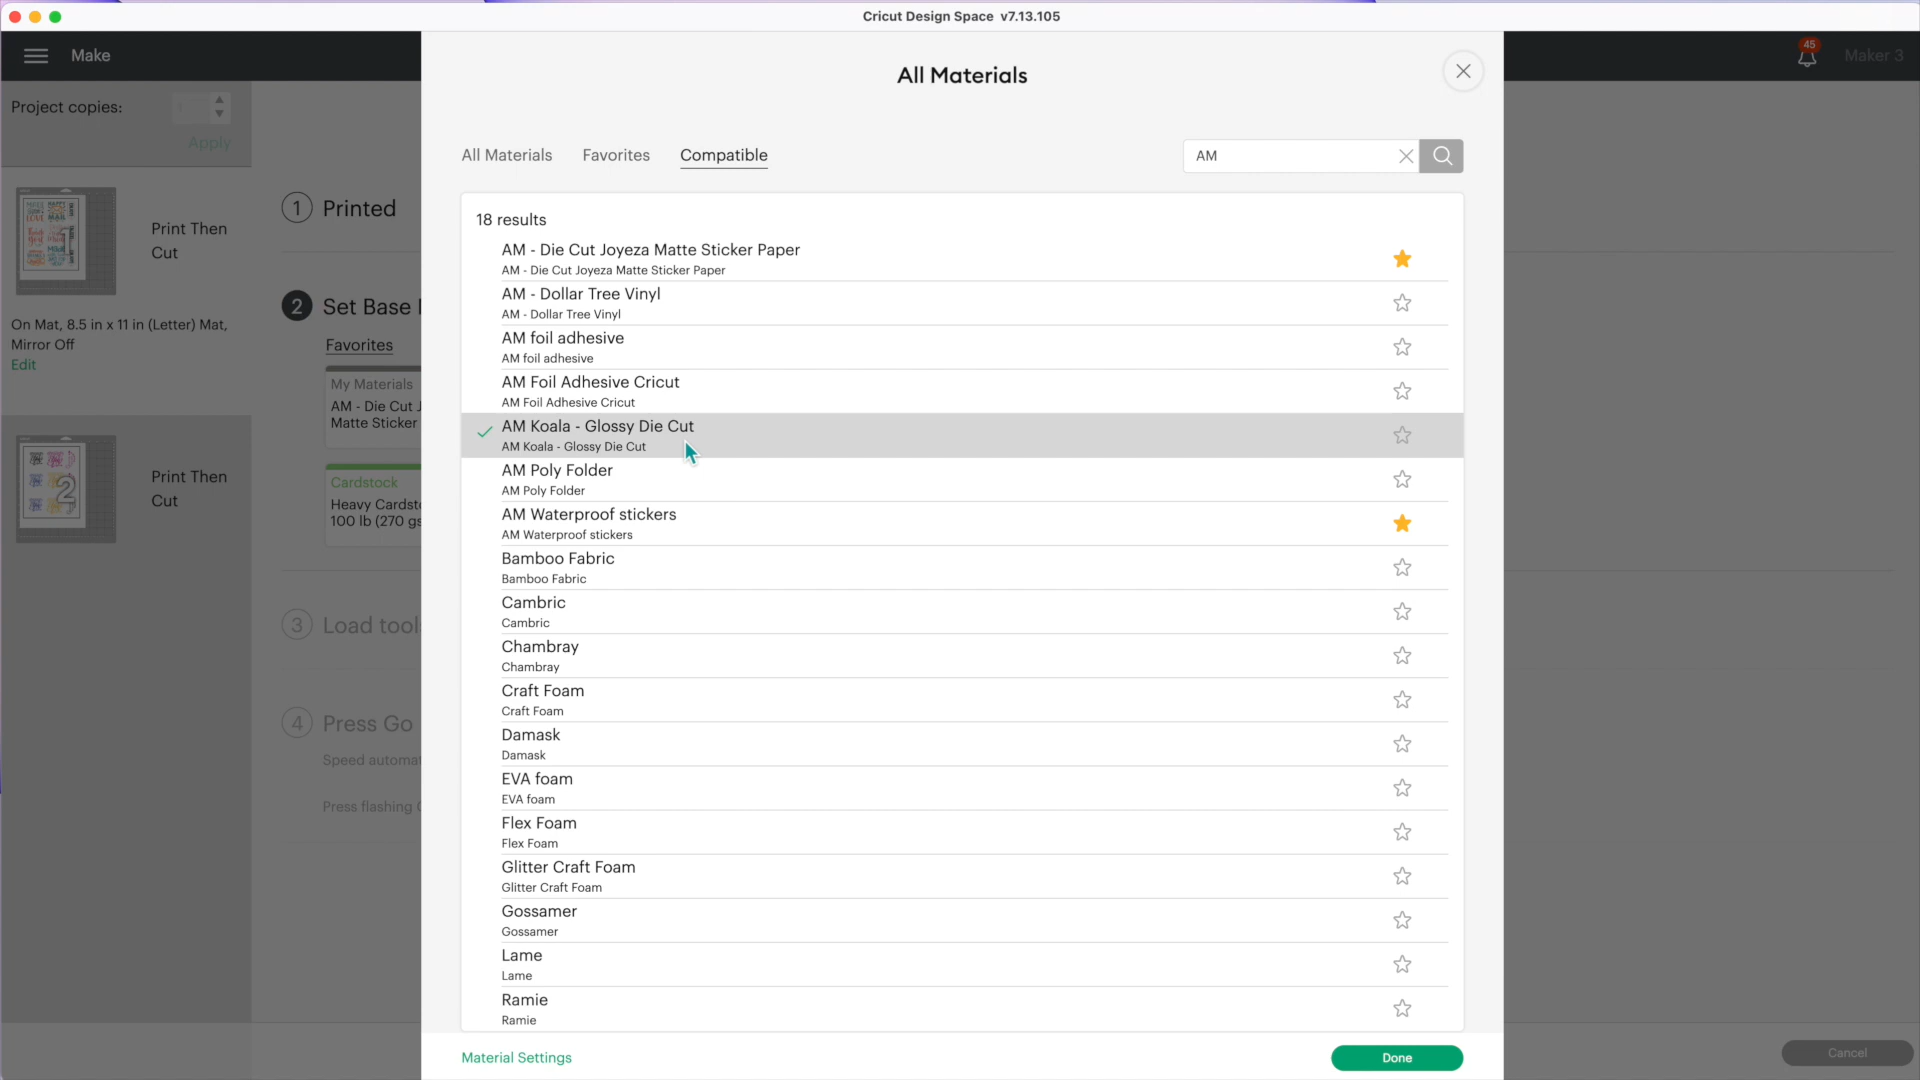 Cricut Design Space v7.13.105
Make
45
Maker 3
Project copies:
Apply
Print Then
Cut
On Mat, 8.5 in x 11 in (Letter) Mat,
Mirror Off
Edit
Print Then
Cut
2
1 Printed
2 Set Base
Favorites
My Materials
AM - Die Cut J
Matte Sticker
Cardstock
Heavy Cardsto
100 lb (270 gs
3 Load tool
4 Press Go
Speed automat
Press flashing
All Materials
All Materials Favorites Compatible
AM
18 results
AM - Die Cut Joyeza Matte Sticker Paper
AM - Die Cut Joyeza Matte Sticker Paper
AM - Dollar Tree Vinyl
AM - Dollar Tree Vinyl
AM foil adhesive
AM foil adhesive
AM Foil Adhesive Cricut
AM Foil Adhesive Cricut
AM Koala - Glossy Die Cut
AM Koala - Glossy Die Cut
AM Poly Folder
AM Poly Folder
AM Waterproof stickers
AM Waterproof stickers
Bamboo Fabric
Bamboo Fabric
Cambric
Cambric
Chambray
Chambray
Craft Foam
Craft Foam
Damask
Damask
EVA foam
EVA foam
Flex Foam
Flex Foam
Glitter Craft Foam
Glitter Craft Foam
Gossamer
Gossamer
Lame
Lame
Ramie
Ramie
Material Settings
Done
Cancel